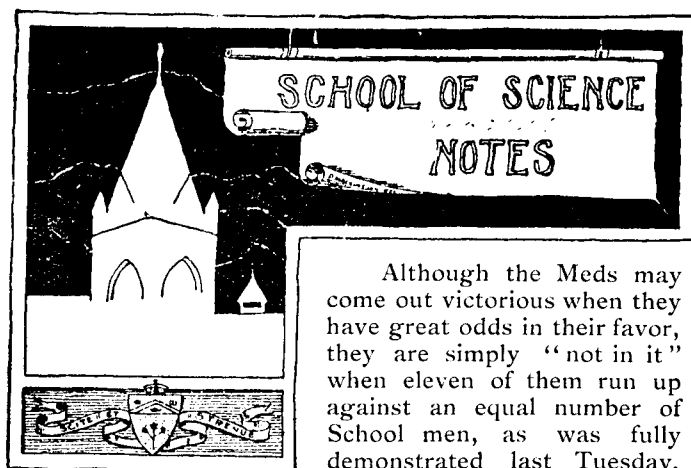 SCHOOL OF SCIENCE
NOTES
Although the Meds may
come out victorious when they
have great odds in their favor,
they are simply “not in it”
when eleven of them run up
against an equal number of
School men, as was fully
demonstrated last Tuesday.